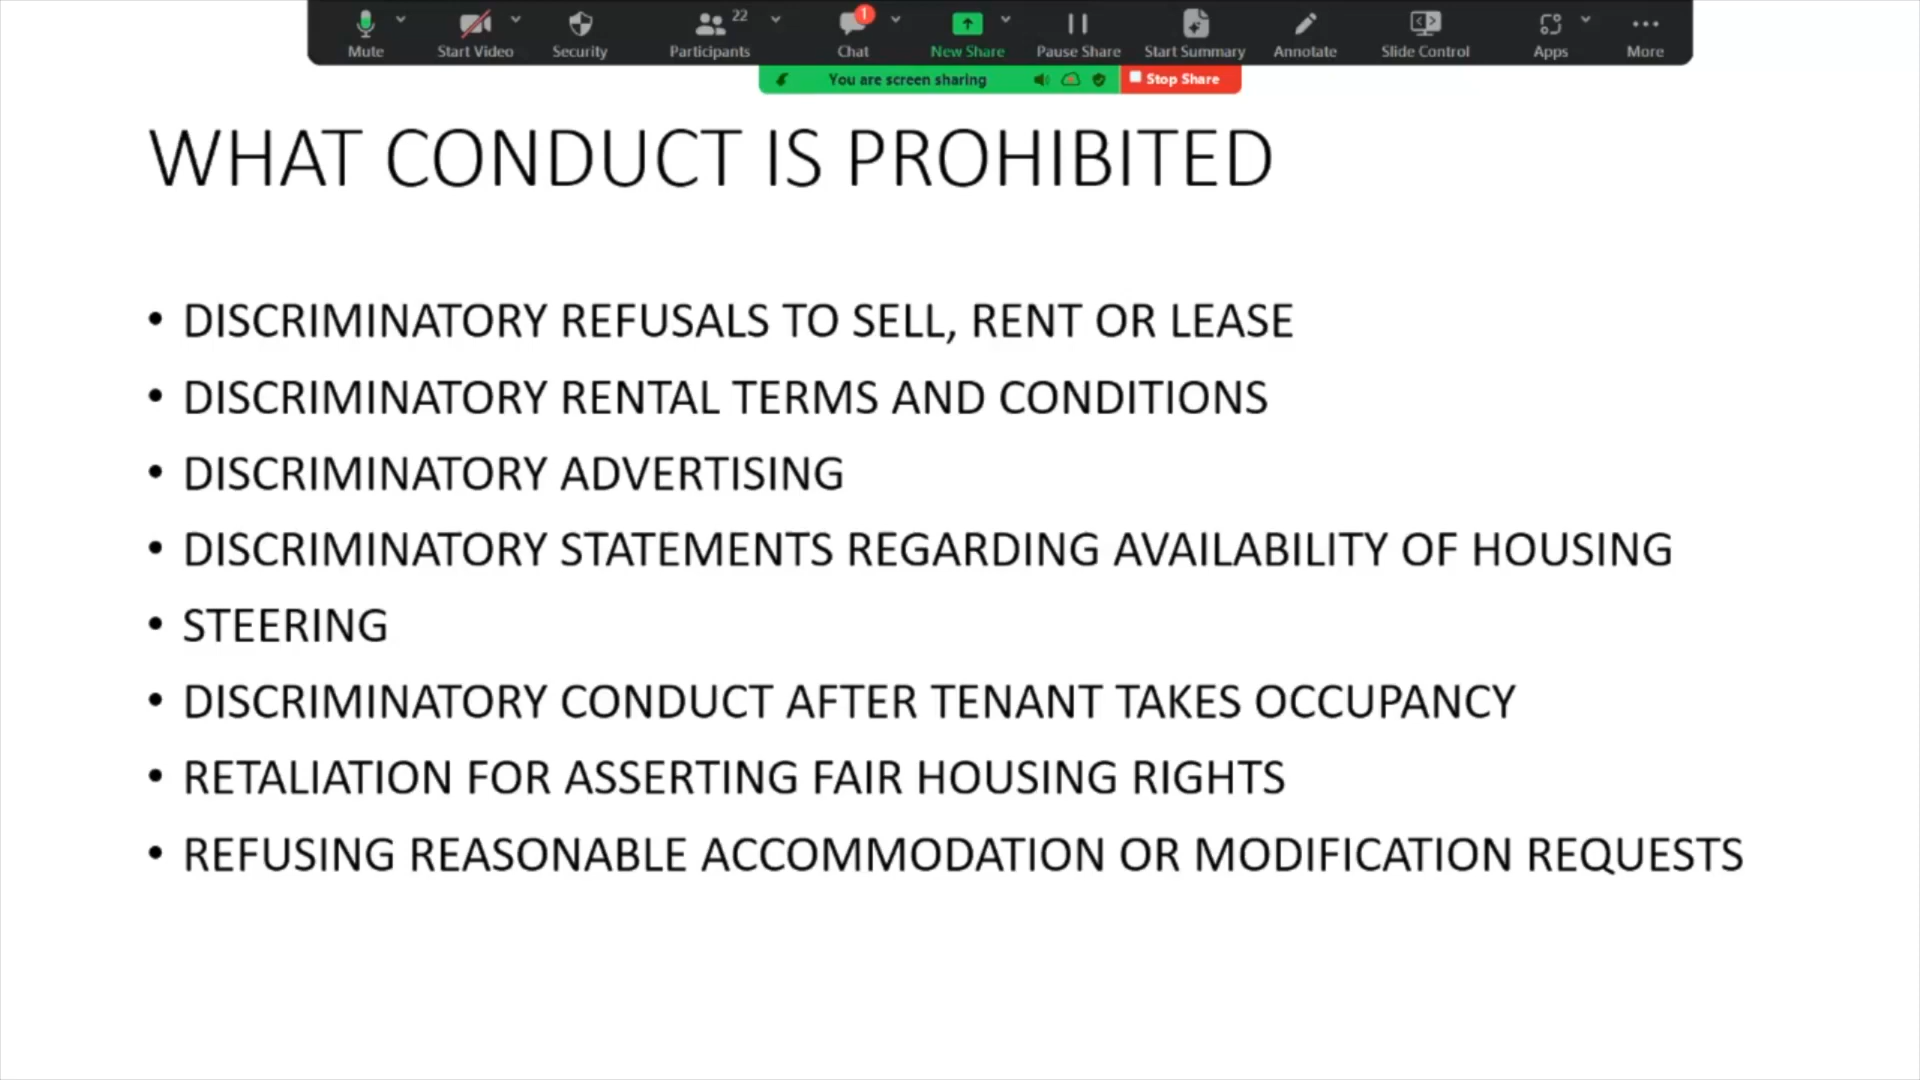 22
1
Mute Start Video Security Participants Chat New Share Pause Share Start Summary Annotate Slide Control Apps More
You are screen sharing Stop Share
WHAT CONDUCT IS PROHIBITED
• DISCRIMINATORY REFUSALS TO SELL, RENT OR LEASE
• DISCRIMINATORY RENTAL TERMS AND CONDITIONS
• DISCRIMINATORY ADVERTISING
• DISCRIMINATORY STATEMENTS REGARDING AVAILABILITY OF HOUSING
• STEERING
• DISCRIMINATORY CONDUCT AFTER TENANT TAKES OCCUPANCY
• RETALIATION FOR ASSERTING FAIR HOUSING RIGHTS
• REFUSING REASONABLE ACCOMMODATION OR MODIFICATION REQUESTS